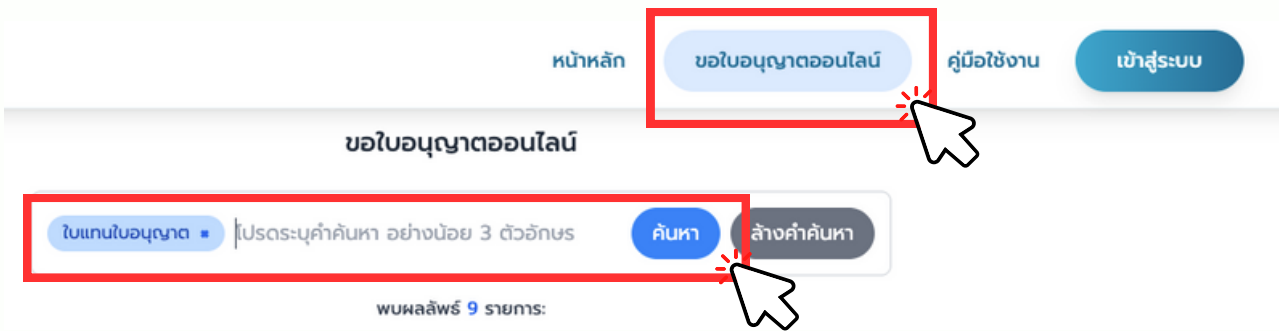 หน้าหลัก ขอใบอนุญาตออนไลน์ คู่มือใช้งาน เข้าสู่ระบบ
ขอใบอนุญาตออนไลน์
ใบแทนใบอนุญาต × โปรดระบุคำค้นหา อย่างน้อย 3 ตัวอักษร ค้นหา ล้างคำค้นหา
พบผลลัพธ์ 9 รายการ: